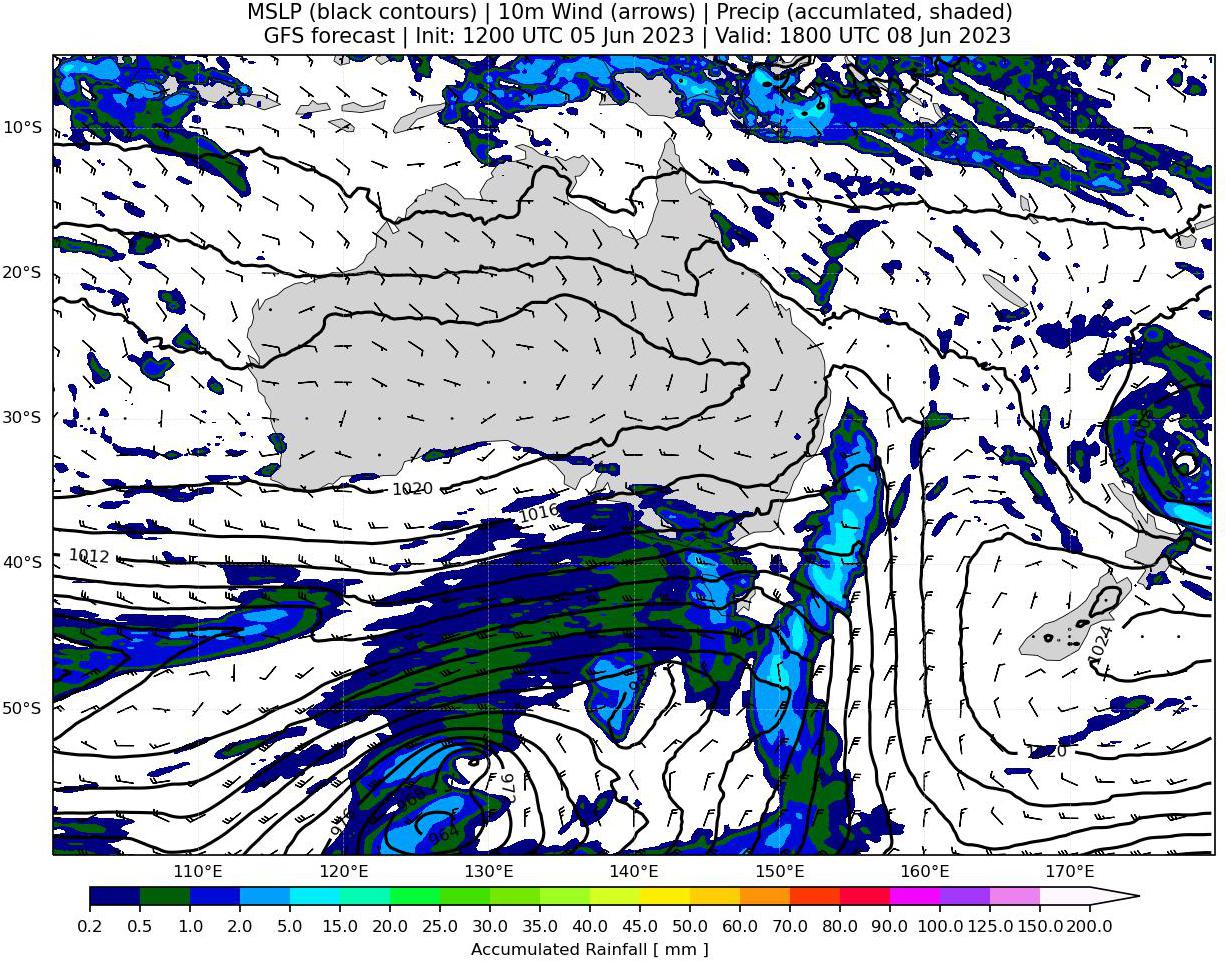 MSLP (black contours) | 10m Wind (arrows) | Precip (accumlated, shaded)
GFS forecast | Init: 1200 UTC 05 Jun 2023 | Valid: 1800 UTC 08 Jun 2023
10°S
20°S
30°S
1020
1016
1012
40°S
1024
50°S
1020
972
964
110°E 120°E 130°E 140°E 150°E 160°E 170°E
0.2 0.5 1.0 2.0 5.0 10.0 15.0 20.0 25.0 30.0 35.0 40.0 45.0 50.0 60.0 70.0 80.0 90.0 100.0 125.0 150.0 200.0
Accumulated Rainfall [ mm ]